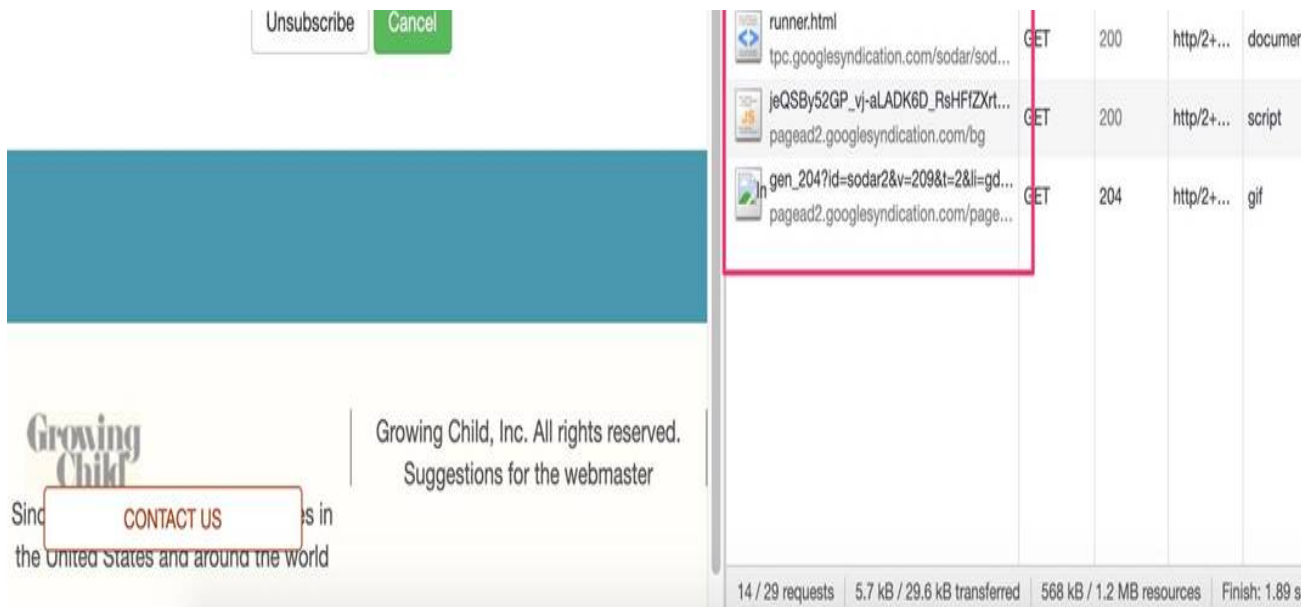 Unsubscribe
Cancel
Growing
Child
Growing Child, Inc. All rights reserved.
Suggestions for the webmaster
CONTACT US
Sinc
s in
the United States and around the world
runner.html
tpc.googlesyndication.com/sodar/sod...
GET
200
http/2+...
documen
jeQSBy52GP_vj-aLADK6D_RsHFfZXrt...
pagead2.googlesyndication.com/bg
GET
200
http/2+...
script
gen_204?id=sodar2&v=209&t=2&li=gd...
pagead2.googlesyndication.com/page...
GET
204
http/2+...
gif
14 / 29 requests
5.7 kB / 29.6 kB transferred
568 kB / 1.2 MB resources
Finish: 1.89 s